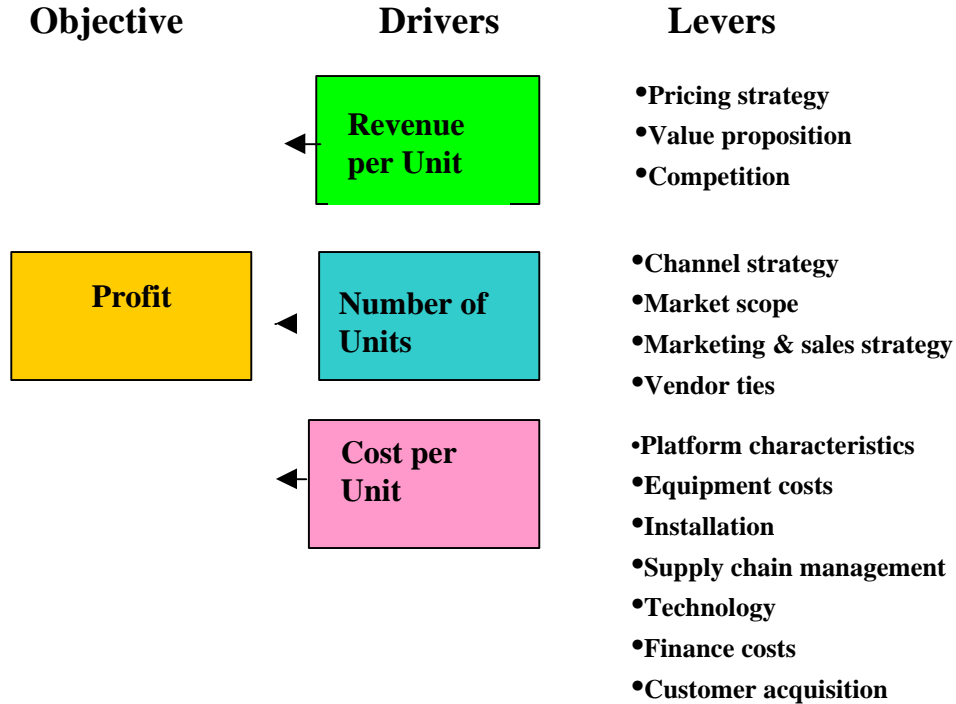 Objective Drivers Levers
Revenue
per Unit
•Pricing strategy
•Value proposition
•Competition
Profit
Number of
Units
•Channel strategy
•Market scope
•Marketing & sales strategy
•Vendor ties
Cost per
Unit
•Platform characteristics
•Equipment costs
•Installation
•Supply chain management
•Technology
•Finance costs
•Customer acquisition